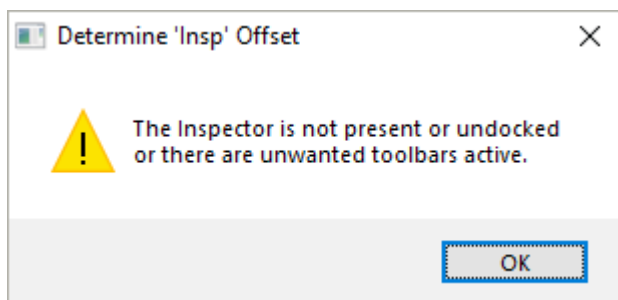 Determine 'Insp' Offset
The Inspector is not present or undocked
or there are unwanted toolbars active.
OK